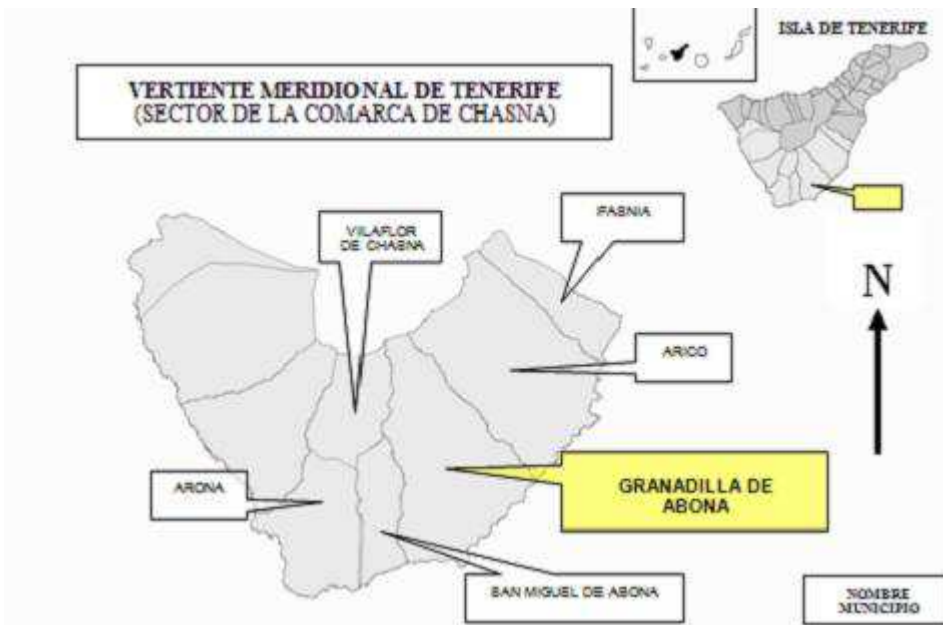 ISLA DE TENERIFE
VERTIENTE MERIDIONAL DE TENERIFE
(SECTOR DE LA COMARCA DE CHASNA)
FASNIA
VILAFLOR
DE CHASNA
N
ARICO
GRANADILLA DE
ABONA
ARONA
SAN MIGUEL DE ABONA
NOMBRE
MUNICIPIO